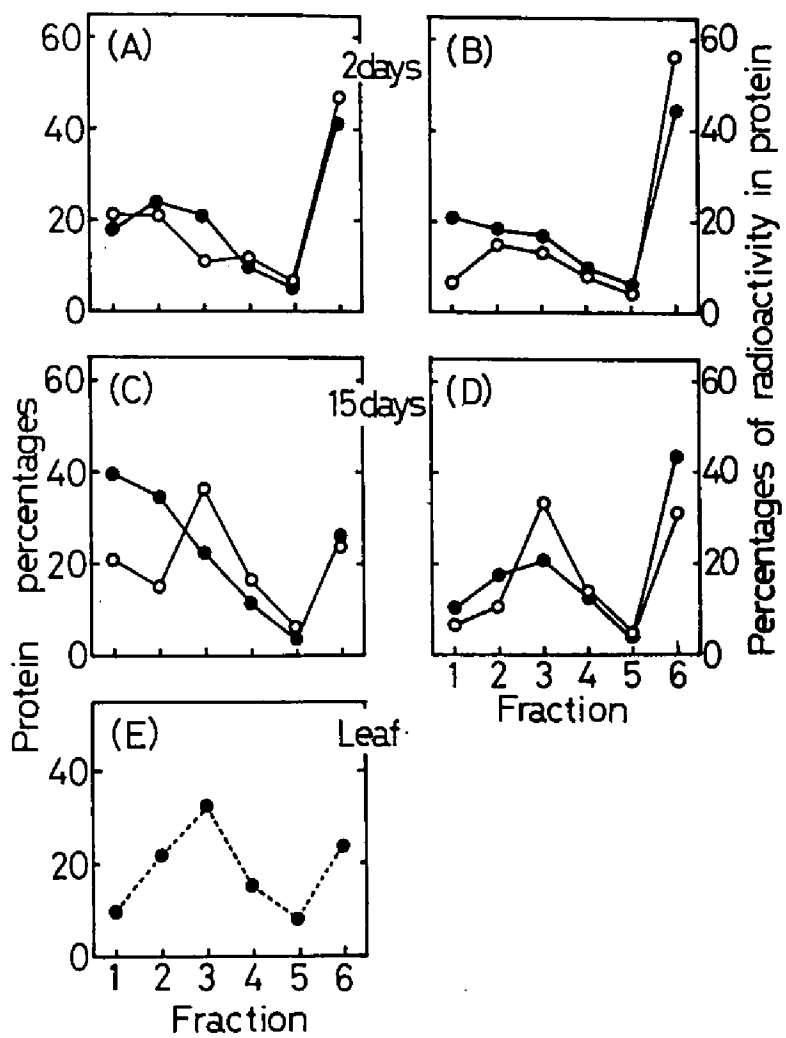 60
(A)
2days
40
20
0
(B)
60
40
20
0
60
(C)
15days
40
20
0
(D)
60
40
20
0
1 2 3 4 5 6
Fraction
(E)
Leaf
40
20
0
1 2 3 4 5 6
Fraction
Protein percentages
Percentages of radioactivity in protein